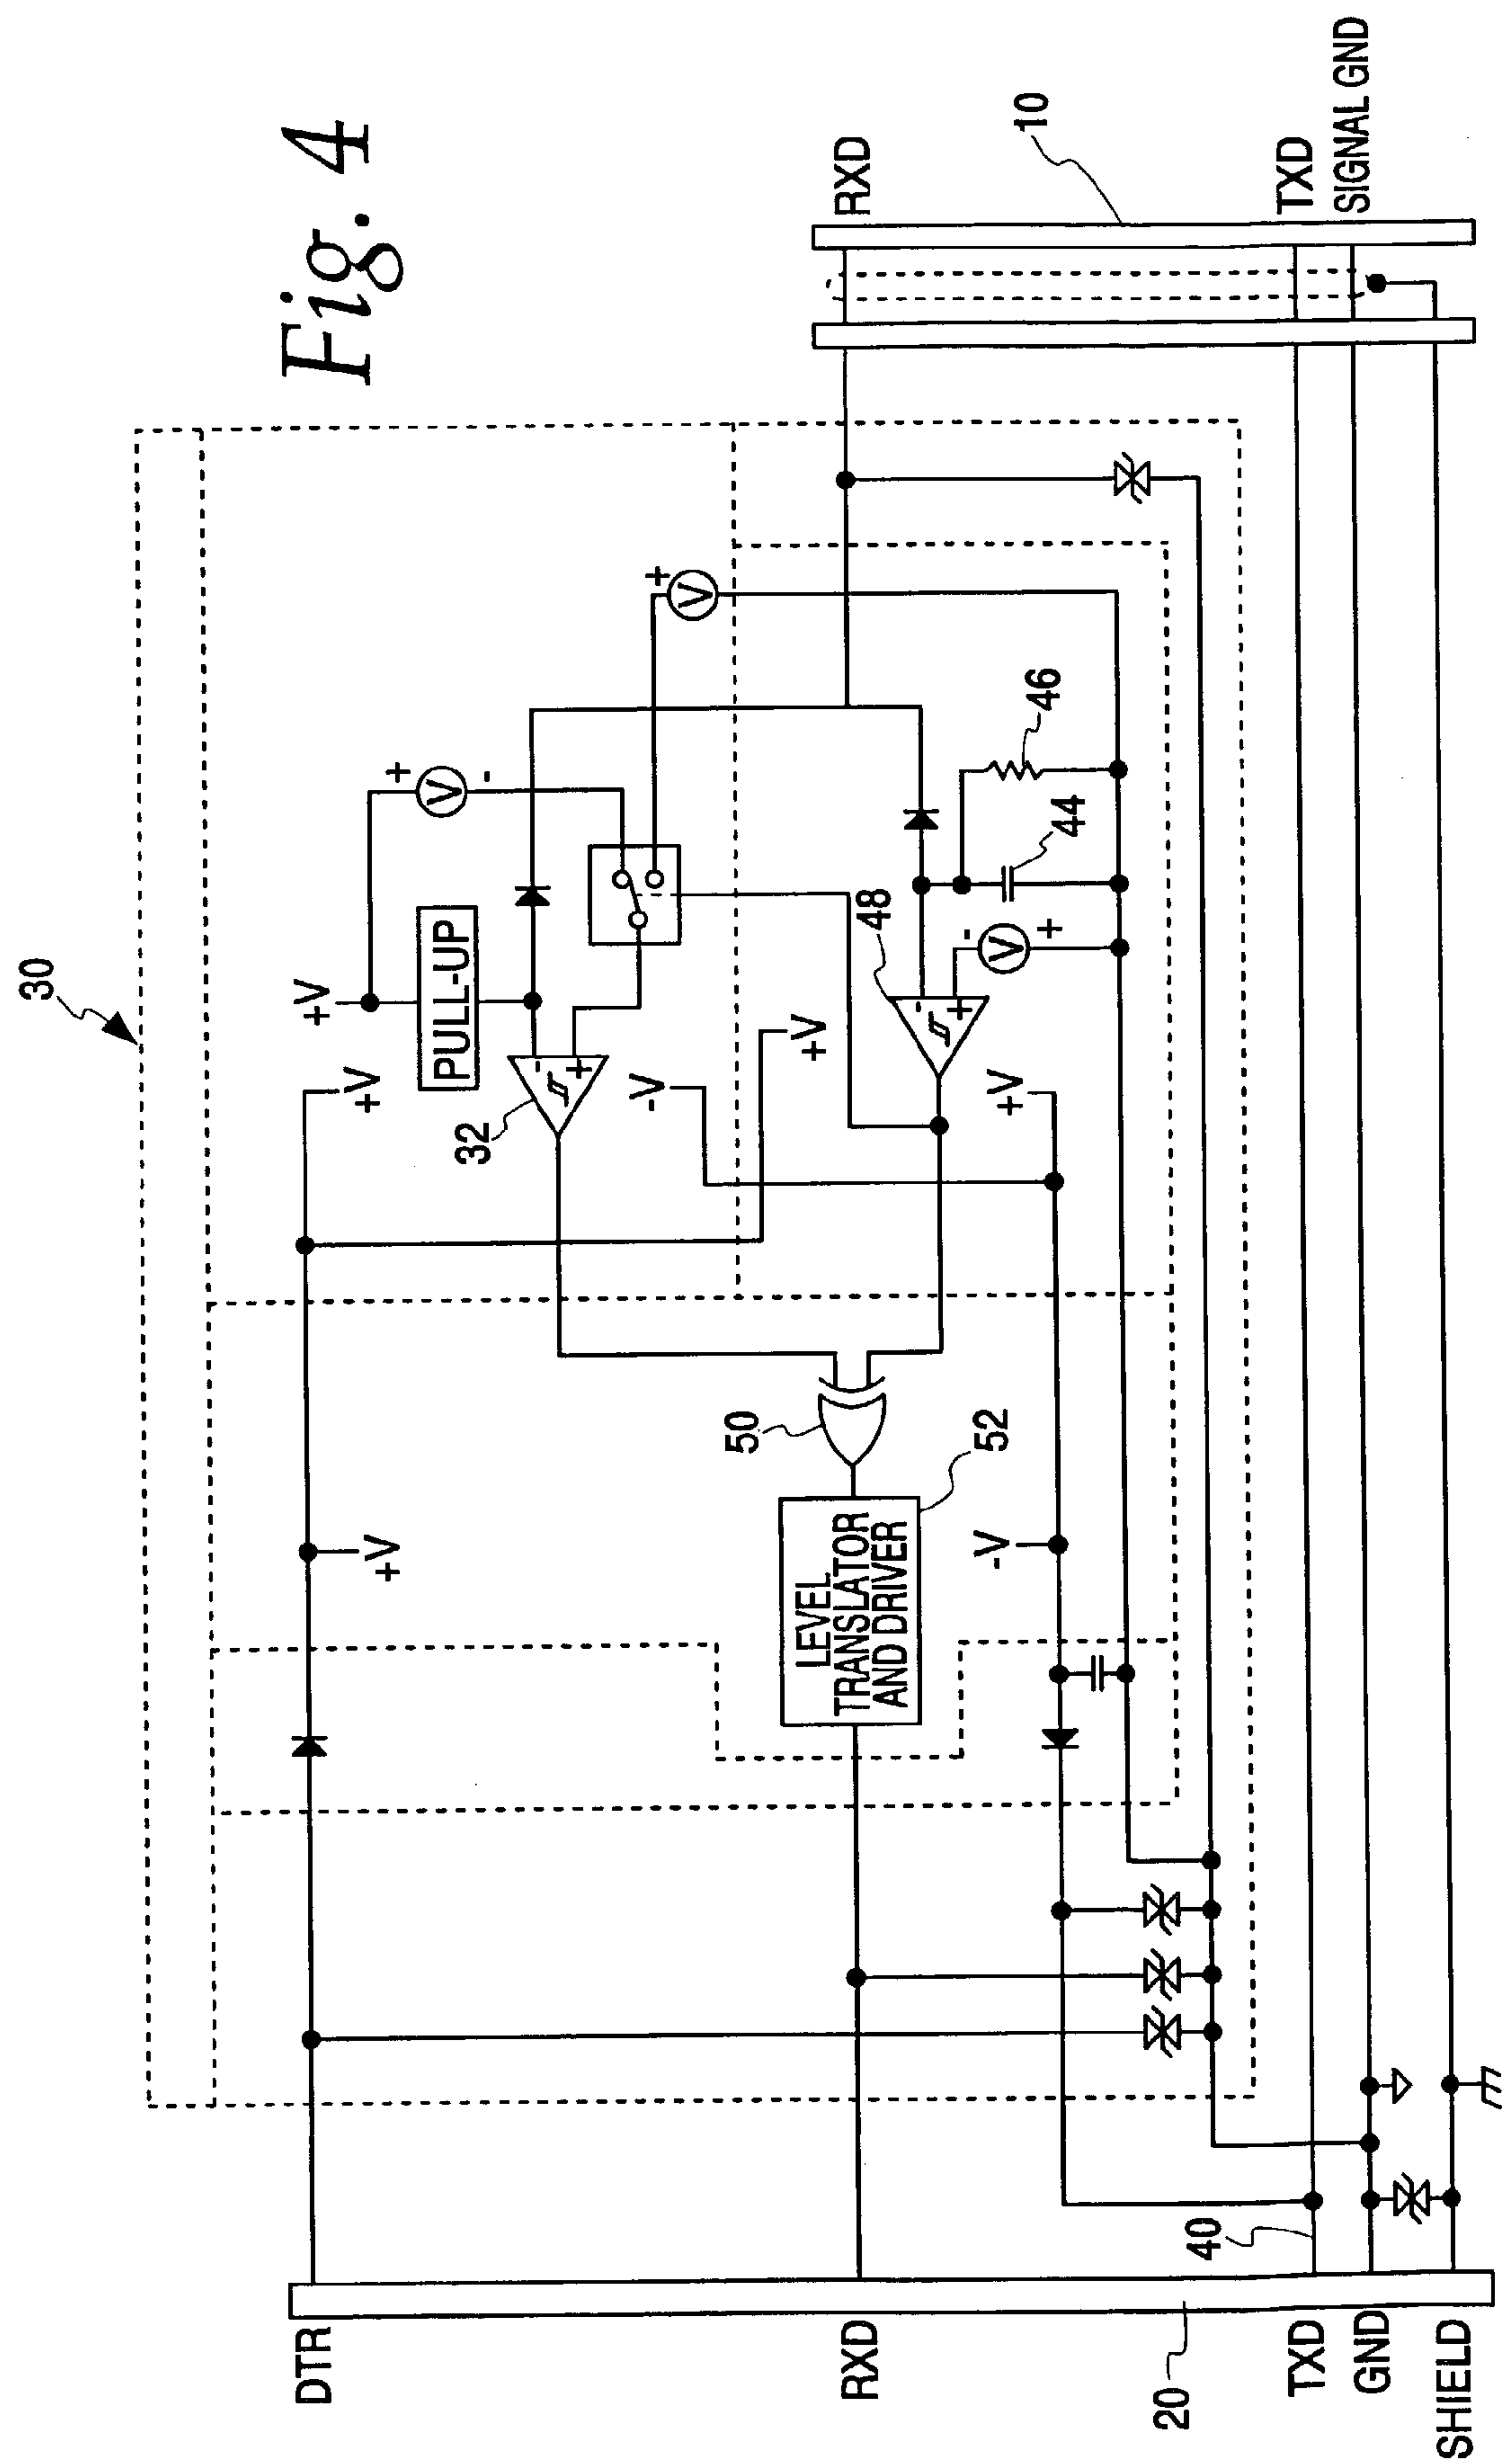 Fig. 4
30
+V
+V
PULL-UP
+
V
-
+
V
-
+
32
-V
+V
48
-
+
-
V
+
44
46
+V
50
LEVEL
TRANSLATOR
AND DRIVER
52
+V
-V
DTR
RXD
TXD
GND
SHIELD
20
40
RXD
TXD
SIGNAL GND
10